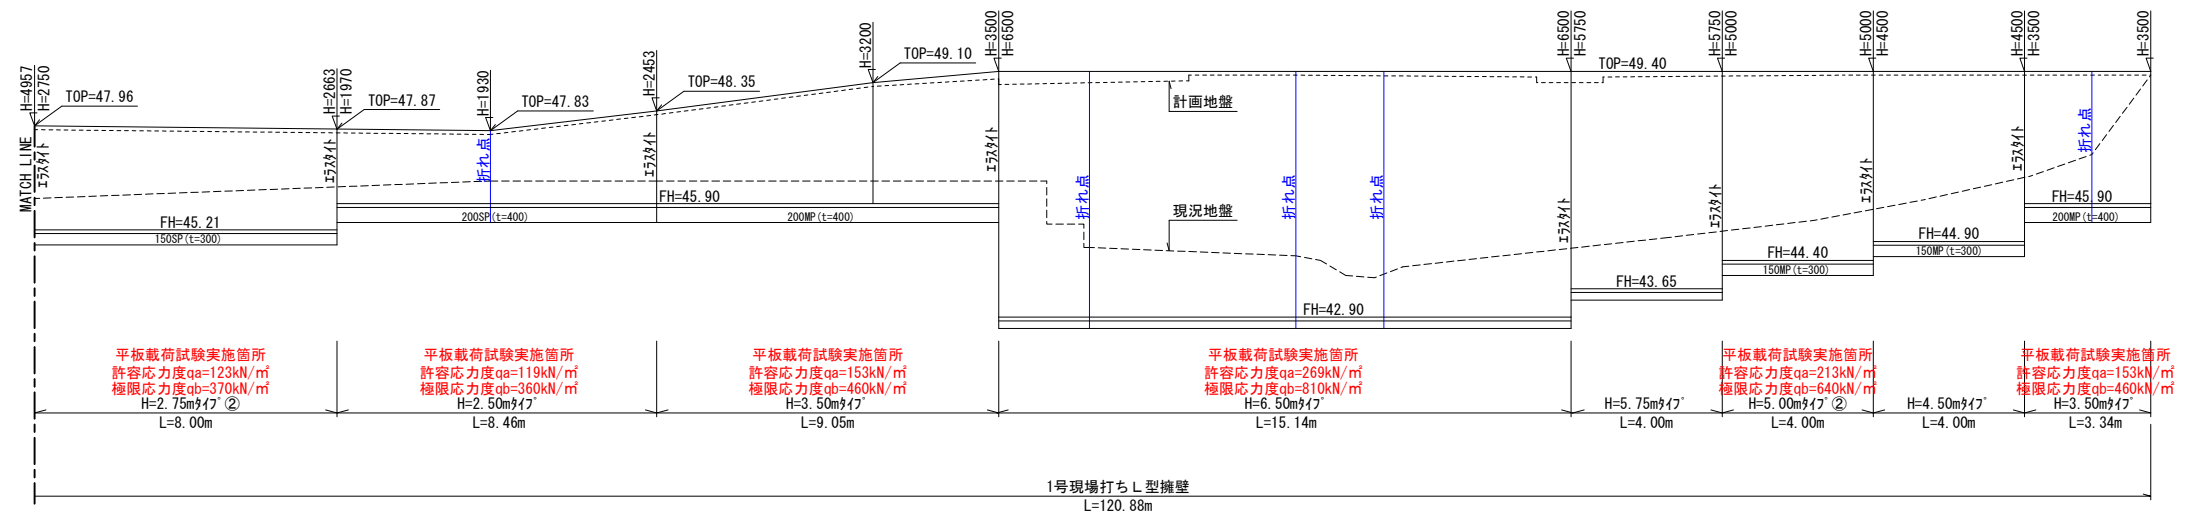 H=4957
H=2750
TOP=47.96
H=2663
H=1970
TOP=47.87
H=1930
TOP=47.83
H=2453
TOP=48.35
H=3200
TOP=49.10
H=3500
H=6500
H=6500
H=5750
TOP=49.40
H=5750
H=5000
H=5000
H=4500
H=4500
H=3500
H=3500
計画地盤
MATCH LINE
ｴﾗｽﾀｲﾄ
ｴﾗｽﾀｲﾄ
折れ点
ｴﾗｽﾀｲﾄ
ｴﾗｽﾀｲﾄ
折れ点
折れ点
折れ点
ｴﾗｽﾀｲﾄ
ｴﾗｽﾀｲﾄ
ｴﾗｽﾀｲﾄ
ｴﾗｽﾀｲﾄ
折れ点
現況地盤
FH=45.21
150SP(t=300)
FH=45.90
200SP(t=400)
200MP(t=400)
FH=42.90
FH=43.65
FH=44.40
150MP(t=300)
FH=44.90
150MP(t=300)
FH=45.90
200MP(t=400)
平板載荷試験実施箇所
許容応力度qa=123kN/㎡
極限応力度qb=370kN/㎡
H=2.75mﾀｲﾌﾟ②
L=8.00m
平板載荷試験実施箇所
許容応力度qa=119kN/㎡
極限応力度qb=360kN/㎡
H=2.50mﾀｲﾌﾟ
L=8.46m
平板載荷試験実施箇所
許容応力度qa=153kN/㎡
極限応力度qb=460kN/㎡
H=3.50mﾀｲﾌﾟ
L=9.05m
平板載荷試験実施箇所
許容応力度qa=269kN/㎡
極限応力度qb=810kN/㎡
H=6.50mﾀｲﾌﾟ
L=15.14m
H=5.75mﾀｲﾌﾟ
L=4.00m
平板載荷試験実施箇所
許容応力度qa=213kN/㎡
極限応力度qb=640kN/㎡
H=5.00mﾀｲﾌﾟ②
L=4.00m
H=4.50mﾀｲﾌﾟ
L=4.00m
平板載荷試験実施箇所
許容応力度qa=153kN/㎡
極限応力度qb=460kN/㎡
H=3.50mﾀｲﾌﾟ
L=3.34m
1号現場打ちＬ型擁壁
L=120.88m